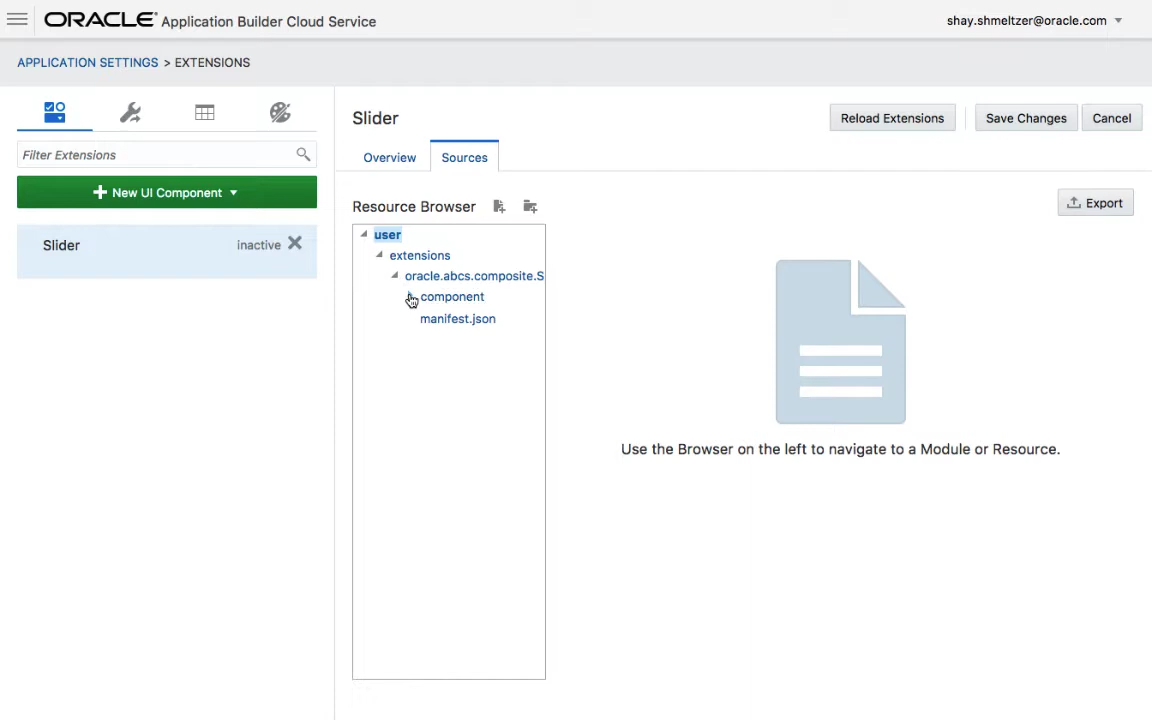 ORACLE® Application Builder Cloud Service
shay.shmeltzer@oracle.com
APPLICATION SETTINGS > EXTENSIONS
Slider
Reload Extensions
Save Changes
Cancel
Filter Extensions
Overview
Sources
New UI Component
Resource Browser
Export
Slider
inactive
user
extensions
oracle.abcs.composite.S
component
manifest.json
Use the Browser on the left to navigate to a Module or Resource.